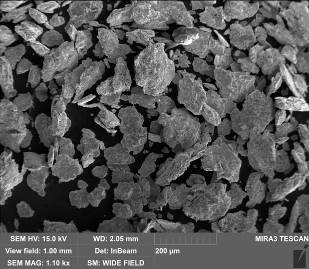 SEM HV: 15.0 kV WD: 2.05 mm MIRA3 TESCAN
View field: 1.00 mm Det: InBeam 200 µm
SEM MAG: 1.10 kx SM: WIDE FIELD